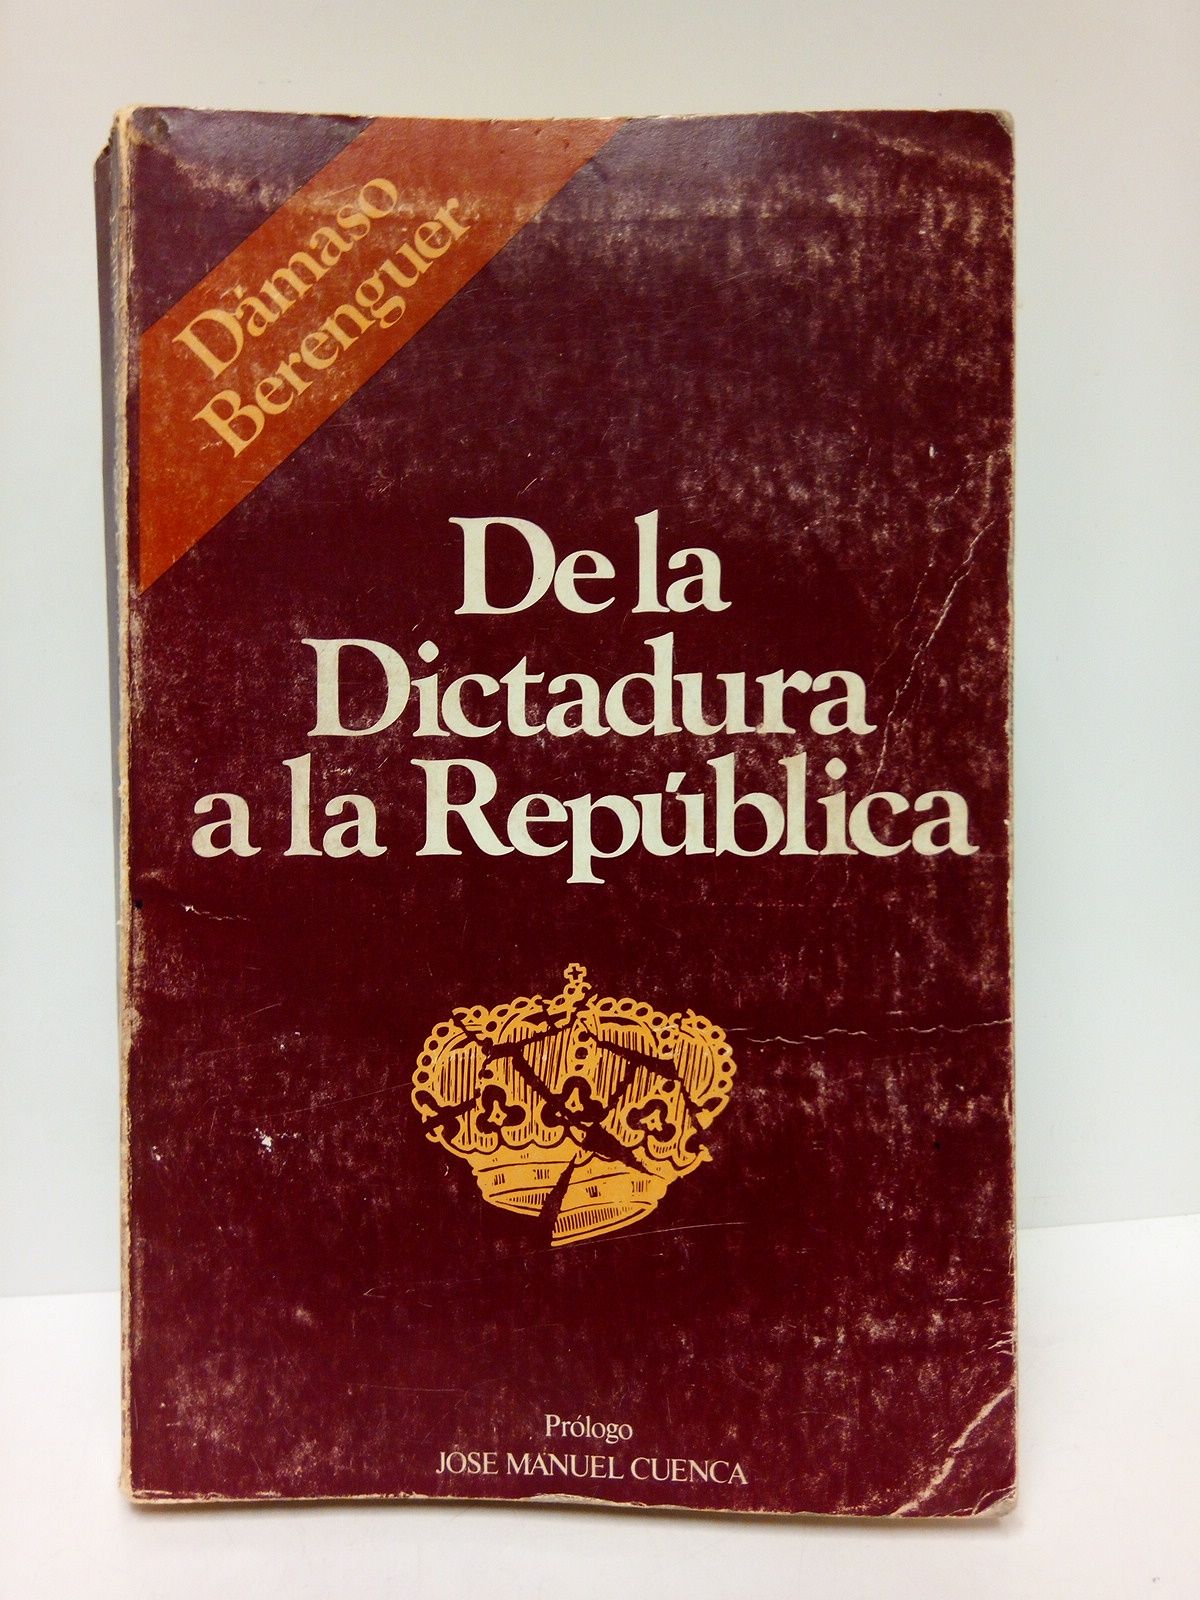 Dámaso
Berenguer
De la
Dictadura
a la República
Prólogo
JOSE MANUEL CUENCA